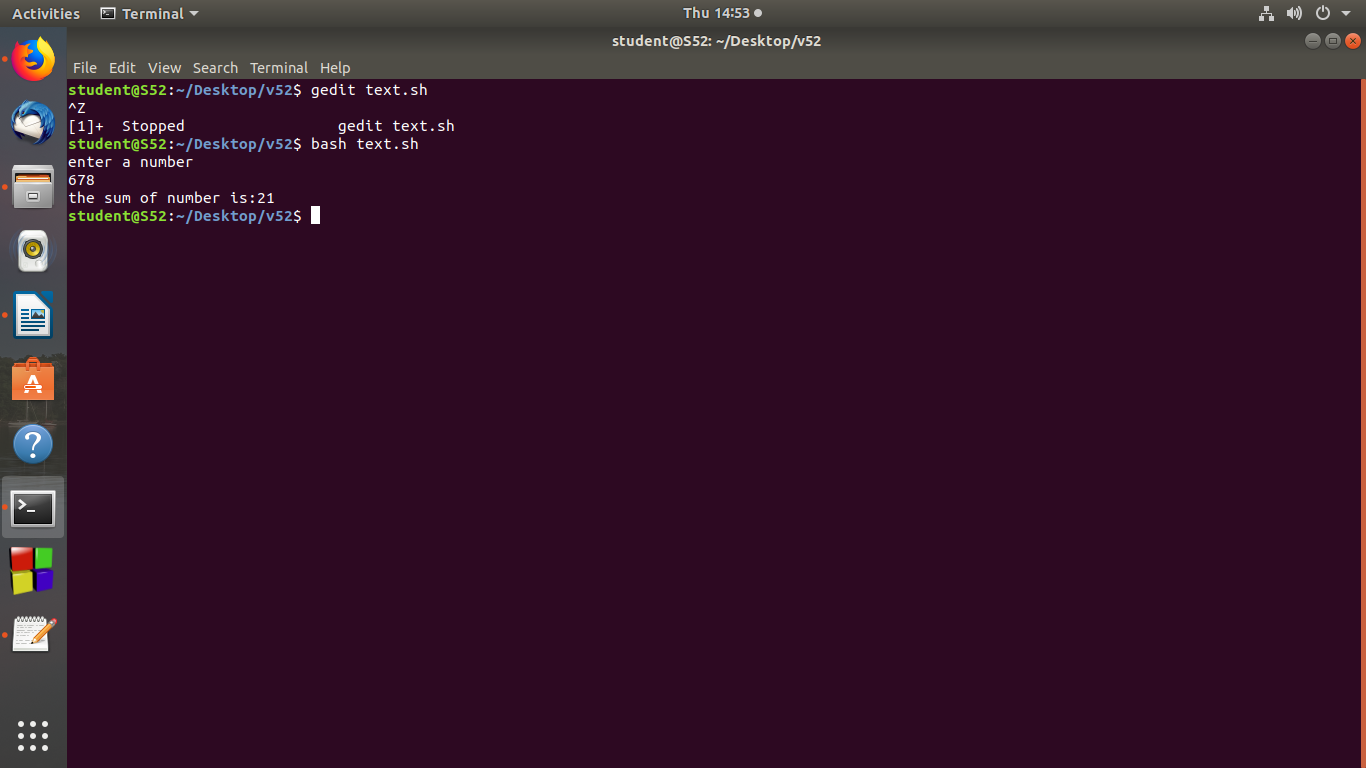 Activities Terminal Thu 14:53
student@S52: ~/Desktop/v52
File Edit View Search Terminal Help
student@S52:~/Desktop/v52$ gedit text.sh
^Z
[1]+  Stopped                 gedit text.sh
student@S52:~/Desktop/v52$ bash text.sh
enter a number
678
the sum of number is:21
student@S52:~/Desktop/v52$